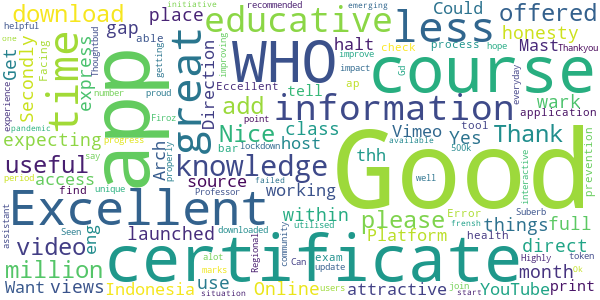 download
educative
less
offered
place
gap
Could
initiative
recommended
emerging
helpful
able
process
hope
halt
honesty
one
Facing
Secondly
Get
express
time
app
great
WHO
course
Direction
add
tell
Mast
check
Thankyou
improving
improve
Gd
impact
everyday
proud
gettinge
Eccellent
ap
experience
expecting
information
wark
application
number
Nice
class
Thank
Yes
Vimeo
tool
pandemic
Firoz
point
bar
lockdown
host
please
500k
available
useful
progress
Arch
properly
knowledge
thh
Good
things
full
prevention
interactive
access
say
unique
Professor
failed
source
working
well
Error
frensh
Suberb
period
find
downloaded
within
Platform
health
direct
assistant
Excellent
launched
Regional
community
utilised
certificate
Highly
token
video
eng
Seen
Can
exam
update
users
month
million
Want
views
Indonesia
alot
marks
situation
use
Online
attractive
join
start
YouTube
print
Ok